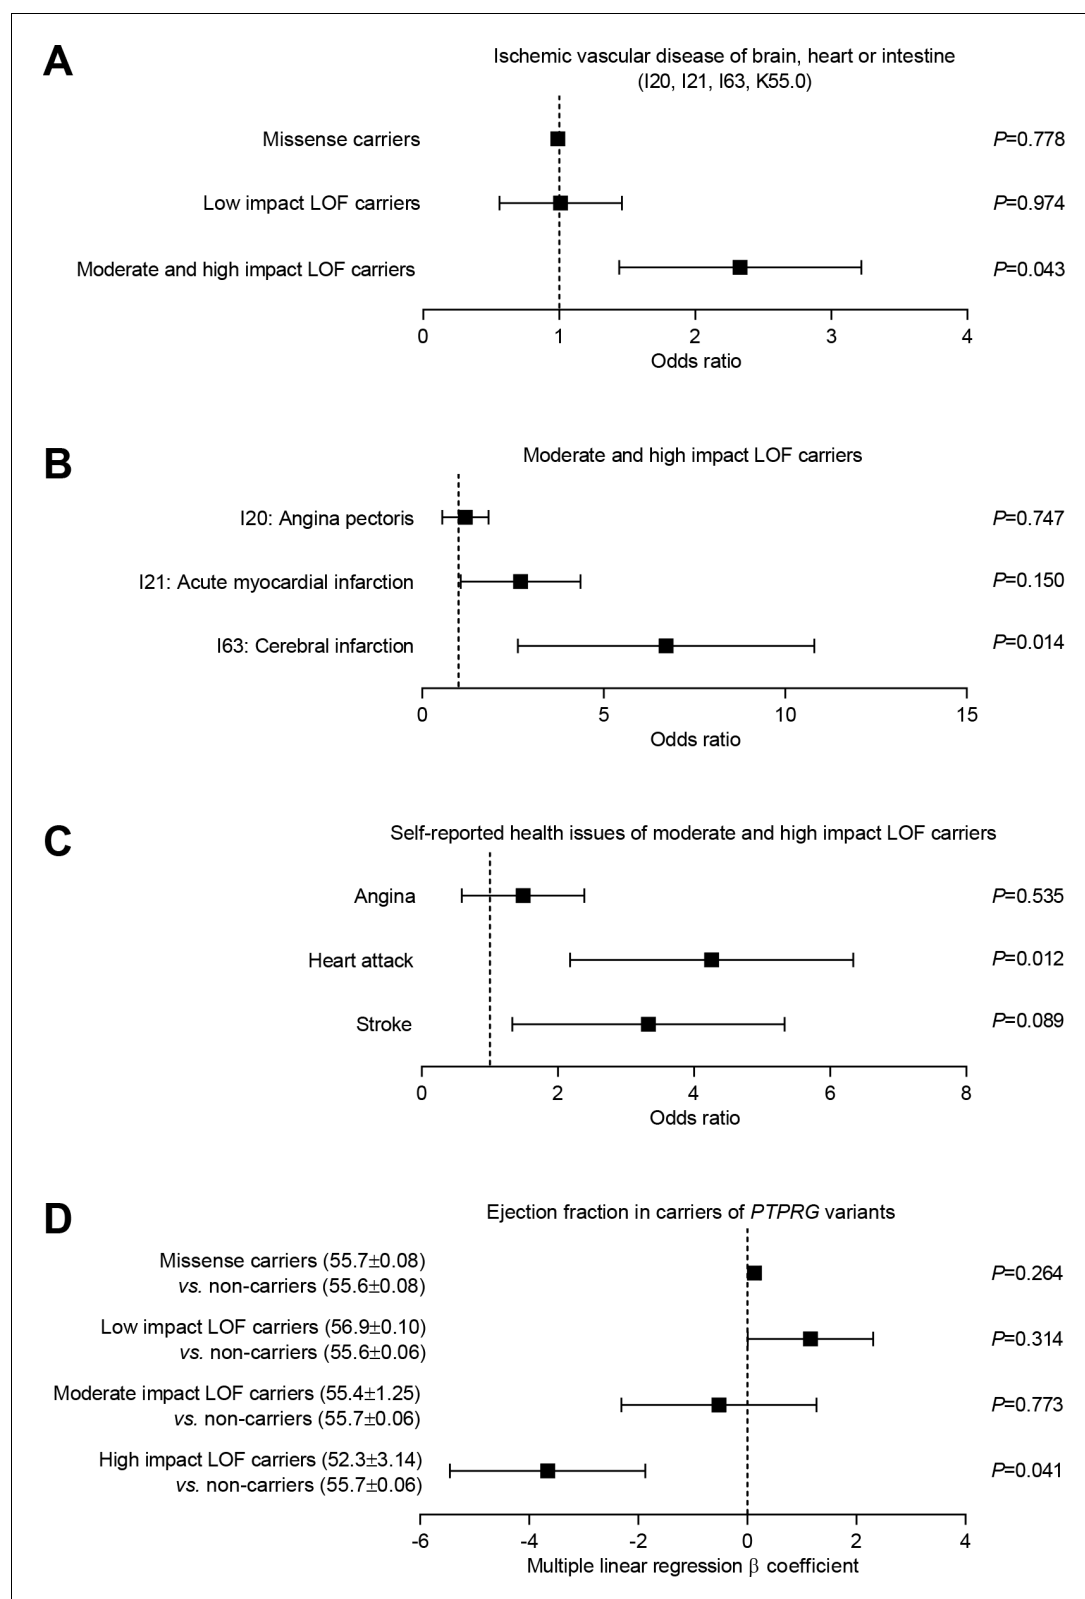 A
Ischemic vascular disease of brain, heart or intestine
(I20, I21, I63, K55.0)
Missense carriers
P=0.778
Low impact LOF carriers
P=0.974
Moderate and high impact LOF carriers
P=0.043
0 1 2 3 4
Odds ratio
B
Moderate and high impact LOF carriers
I20: Angina pectoris
P=0.747
I21: Acute myocardial infarction
P=0.150
I63: Cerebral infarction
P=0.014
0 5 10 15
Odds ratio
C
Self-reported health issues of moderate and high impact LOF carriers
Angina
P=0.535
Heart attack
P=0.012
Stroke
P=0.089
0 2 4 6 8
Odds ratio
D
Ejection fraction in carriers of PTPRG variants
Missense carriers (55.7±0.08)
vs. non-carriers (55.6±0.08)
P=0.264
Low impact LOF carriers (56.9±0.10)
vs. non-carriers (55.6±0.06)
P=0.314
Moderate impact LOF carriers (55.4±1.25)
vs. non-carriers (55.7±0.06)
P=0.773
High impact LOF carriers (52.3±3.14)
vs. non-carriers (55.7±0.06)
P=0.041
-6 -4 -2 0 2 4
Multiple linear regression β coefficient